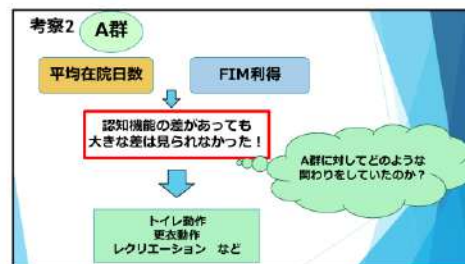 考察2
A群
平均在院日数
FIM利得
認知機能の差があっても
大きな差は見られなかった！
A群に対してどのような
関わりをしていたのか？
トイレ動作
更衣動作
レクリエーション など